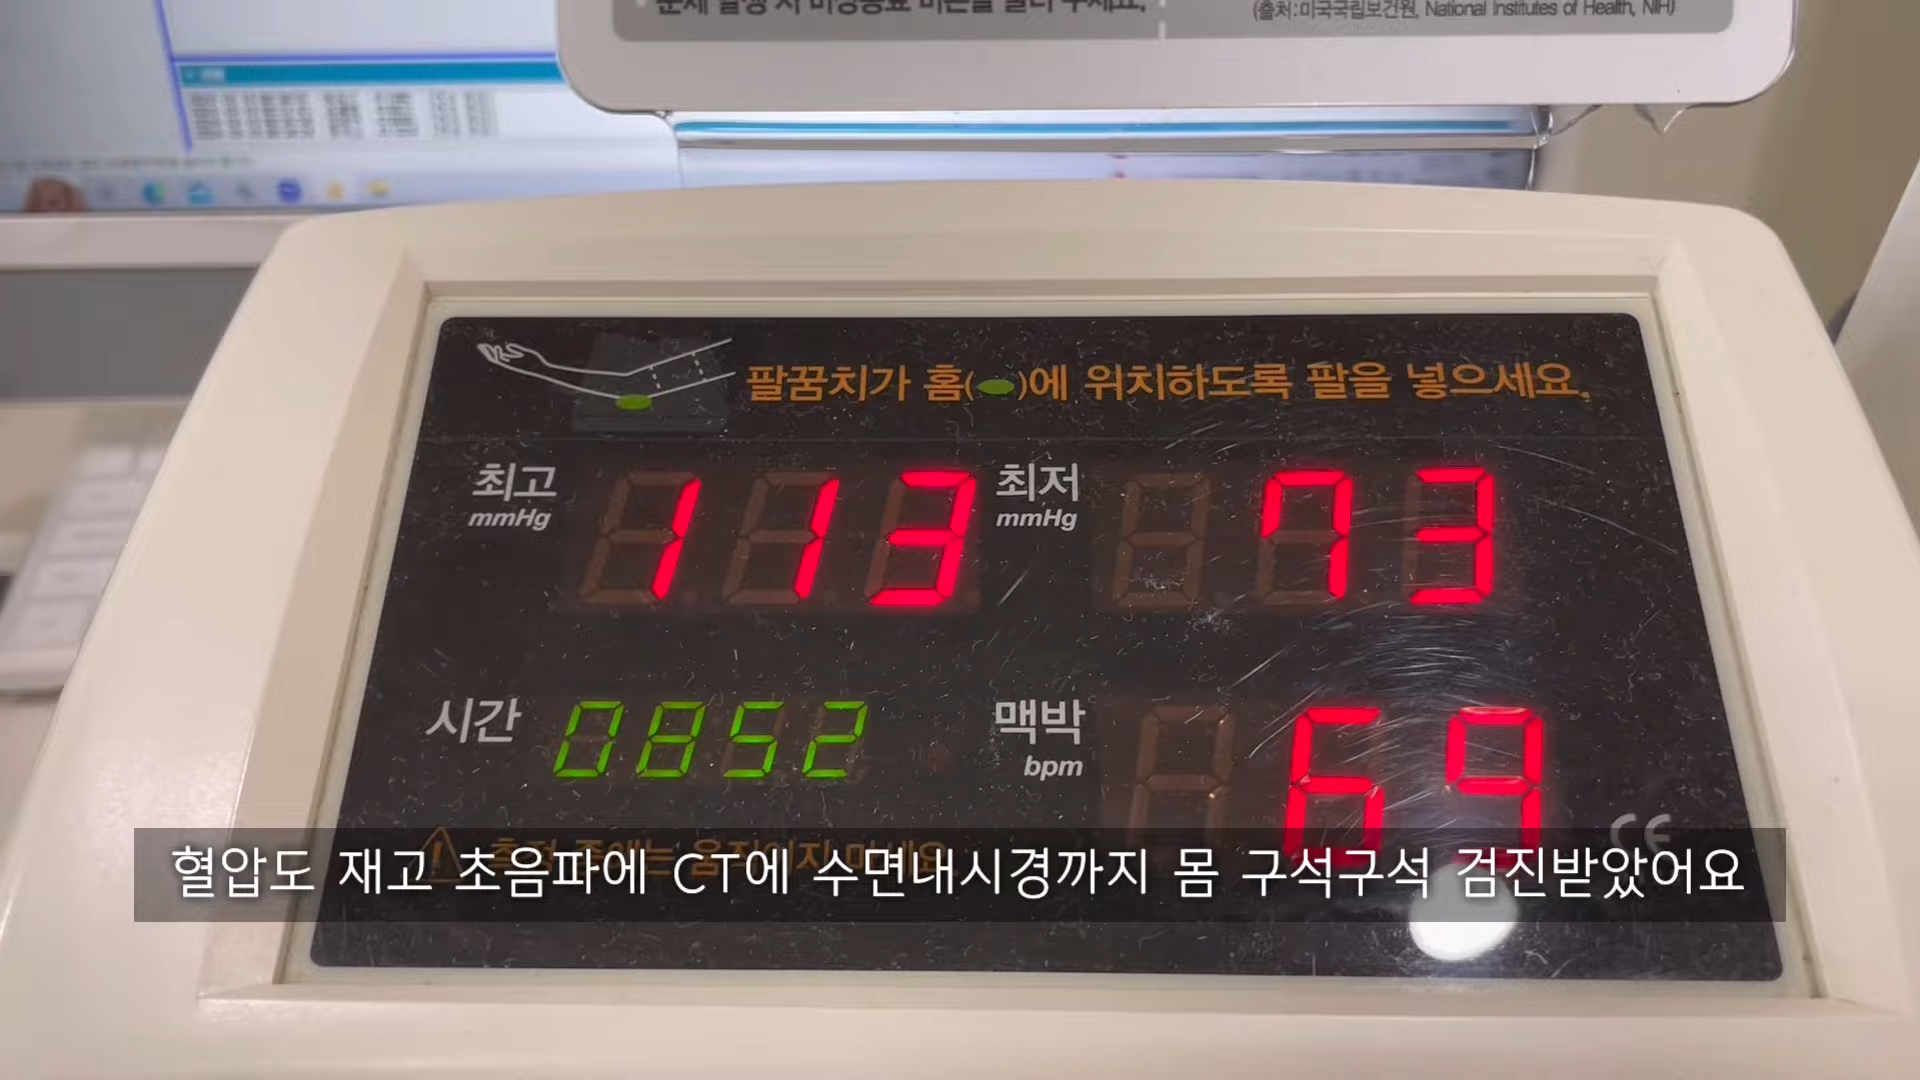 (출처:미국국립보건원, National Institutes of Health, NIH)
팔꿈치가 홈( )에 위치하도록 팔을 넣으세요.
최고
mmHg
113
최저
mmHg
73
시간
0852
맥박
bpm
69
CE
혈압도 재고 초음파에 CT에 수면내시경까지 몸 구석구석 검진받았어요